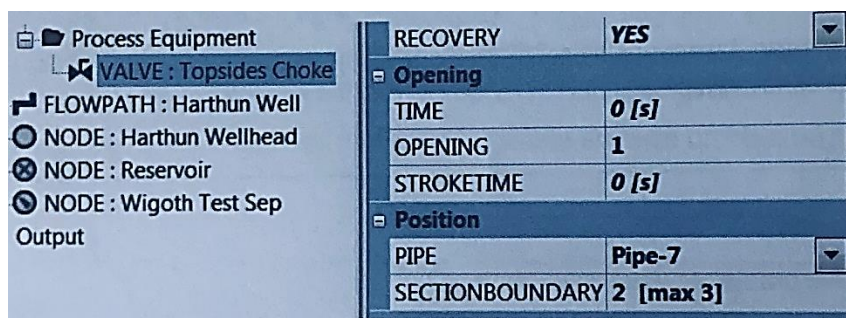 Process Equipment
VALVE : Topsides Choke
FLOWPATH : Harthun Well
NODE : Harthun Wellhead
NODE : Reservoir
NODE : Wigoth Test Sep
Output
RECOVERY YES
Opening
TIME 0 [s]
OPENING 1
STROKETIME 0 [s]
Position
PIPE Pipe-7
SECTIONBOUNDARY 2 [max 3]